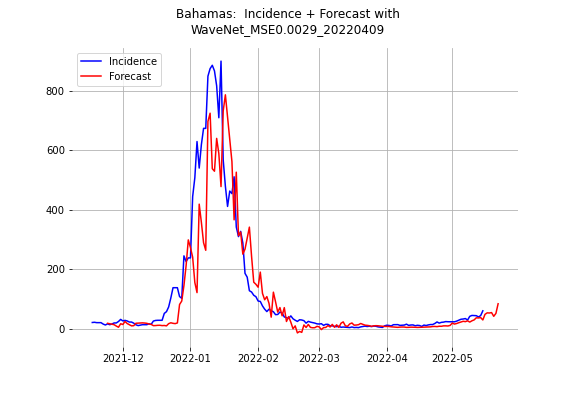 Bahamas:  Incidence + Forecast with
WaveNet_MSE0.0029_20220409
Incidence
Forecast
800
600
400
200
0
2021-12
2022-01
2022-02
2022-03
2022-04
2022-05